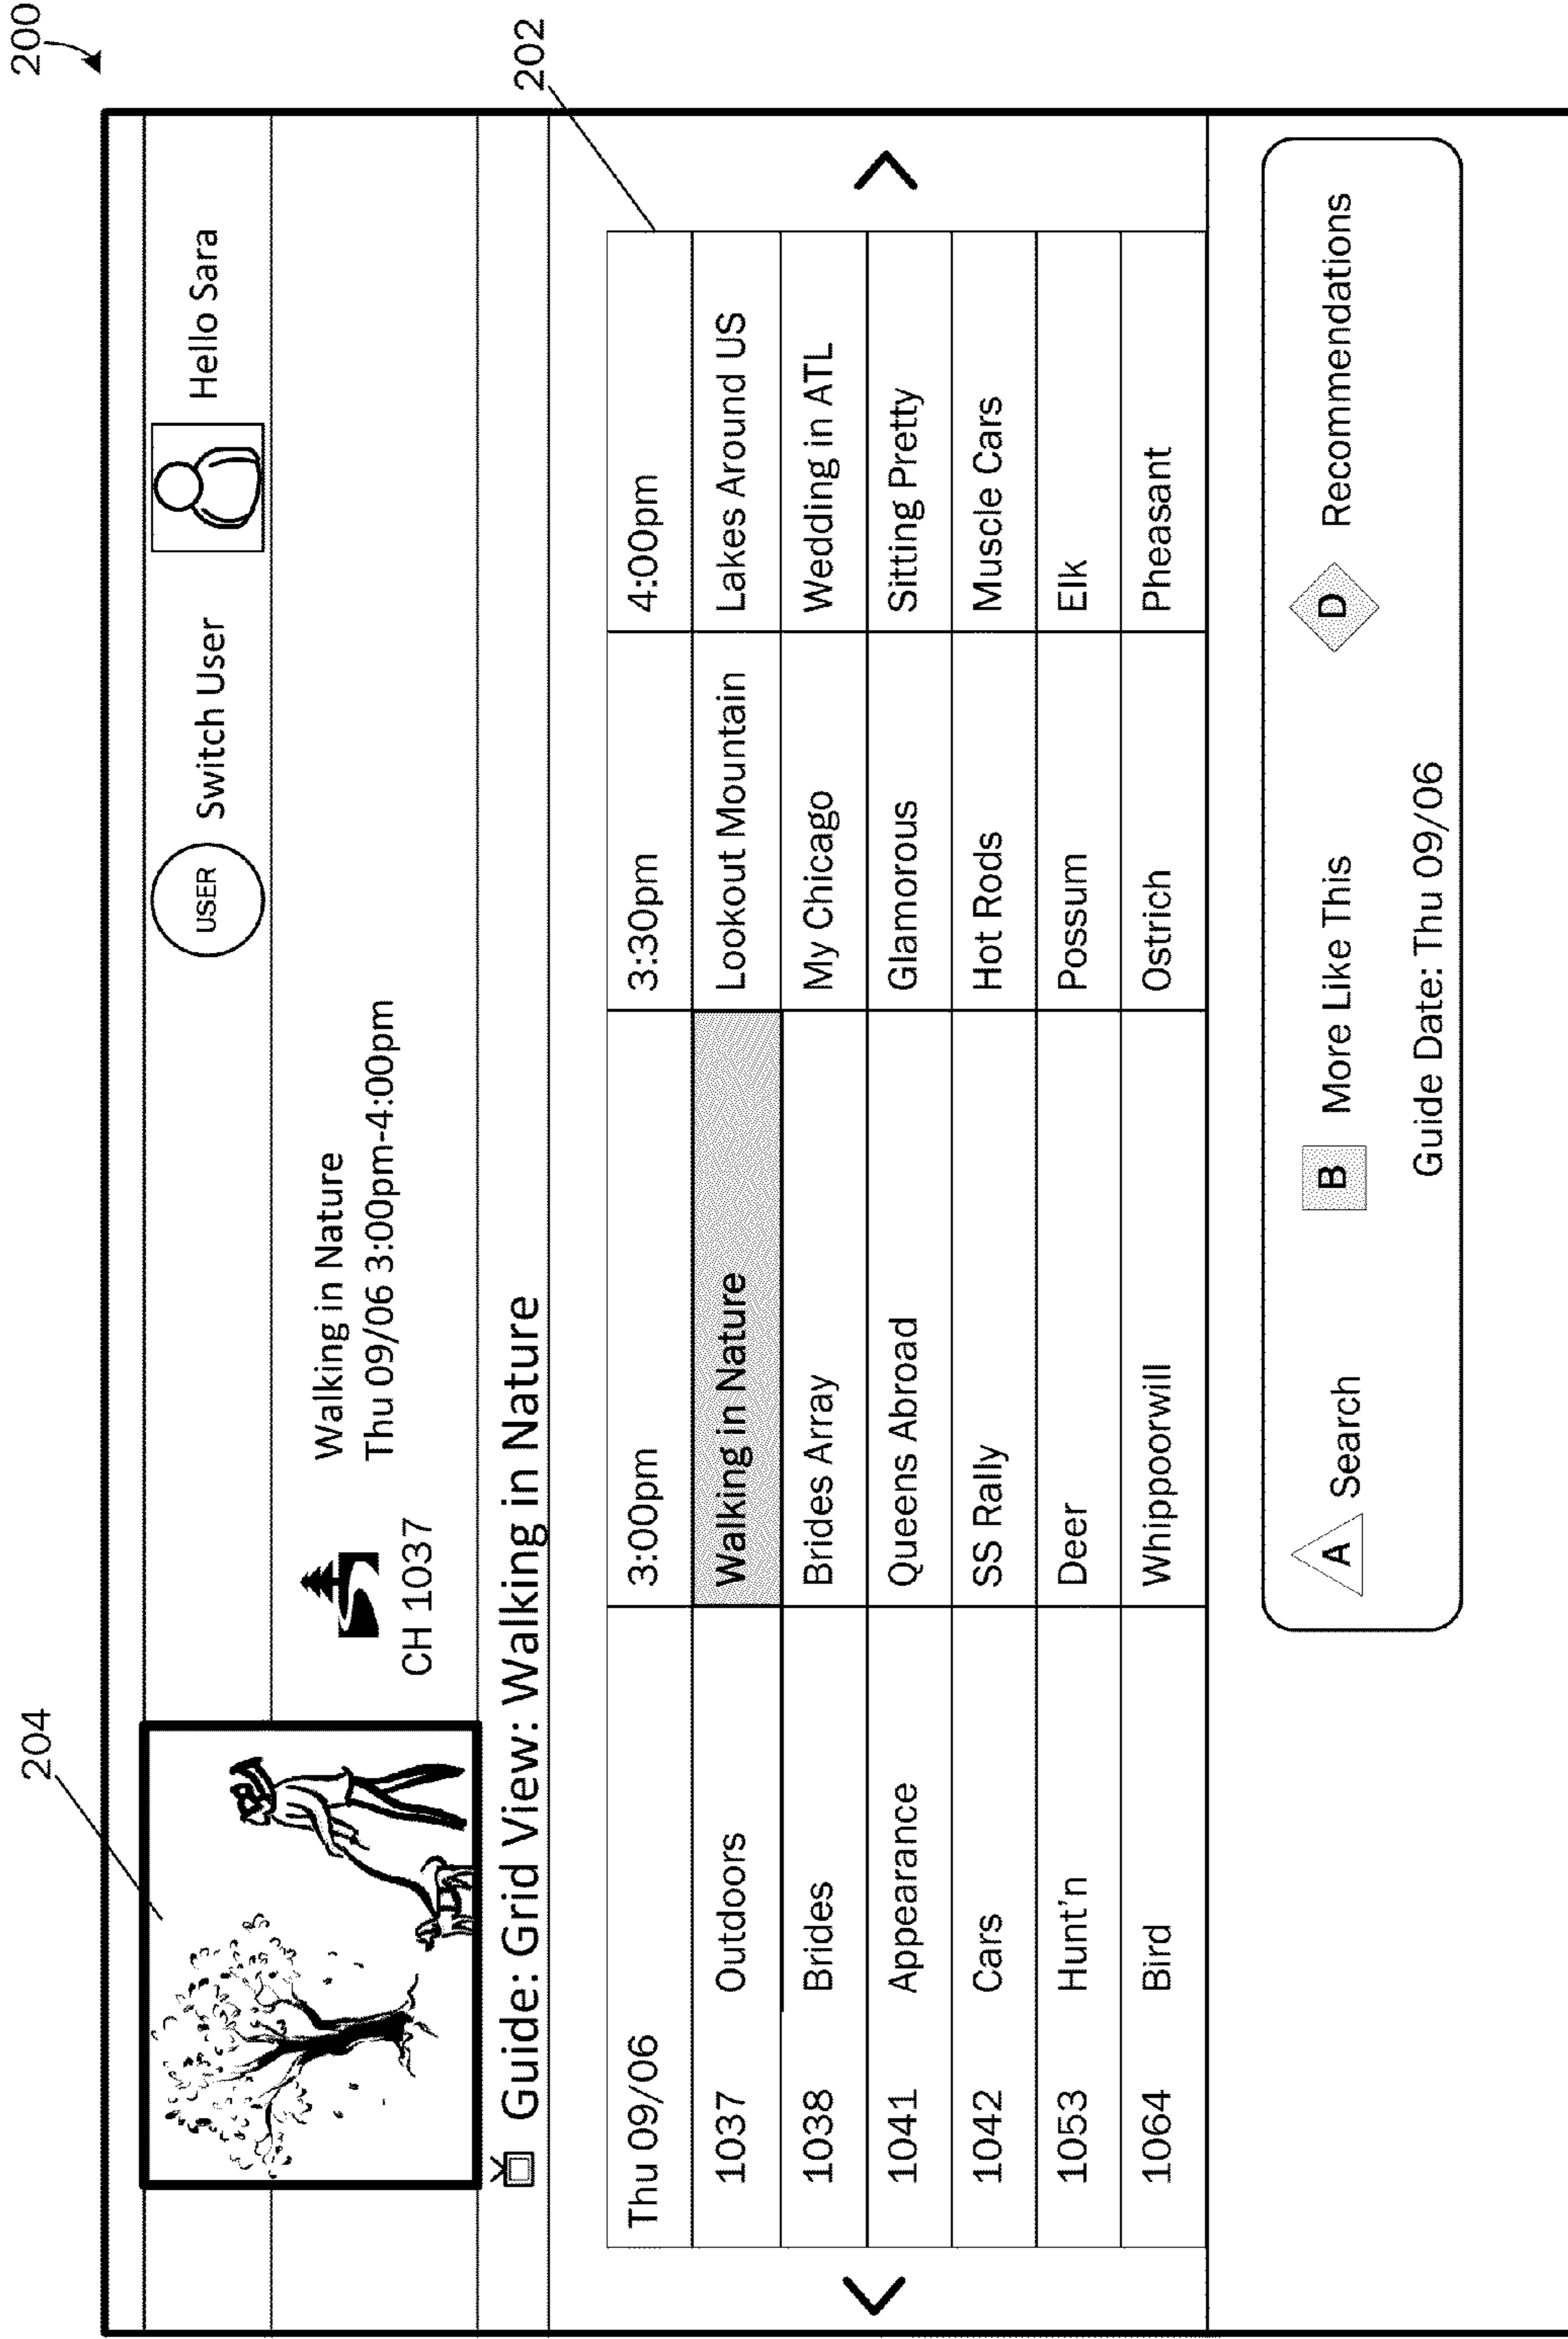 200
204
USER Switch User Hello Sara
Walking in Nature
Thu 09/06 3:00pm-4:00pm
CH 1037
Guide: Grid View: Walking in Nature
202
Thu 09/06 3:00pm 3:30pm 4:00pm
1037 Outdoors Walking in Nature Lookout Mountain Lakes Around US
1038 Brides Brides Array My Chicago Wedding in ATL
1041 Appearance Queens Abroad Glamorous Sitting Pretty
1042 Cars SS Rally Hot Rods Muscle Cars
1053 Hunt'n Deer Possum Elk
1064 Bird Whippoorwill Ostrich Pheasant
A Search B More Like This D Recommendations
Guide Date: Thu 09/06